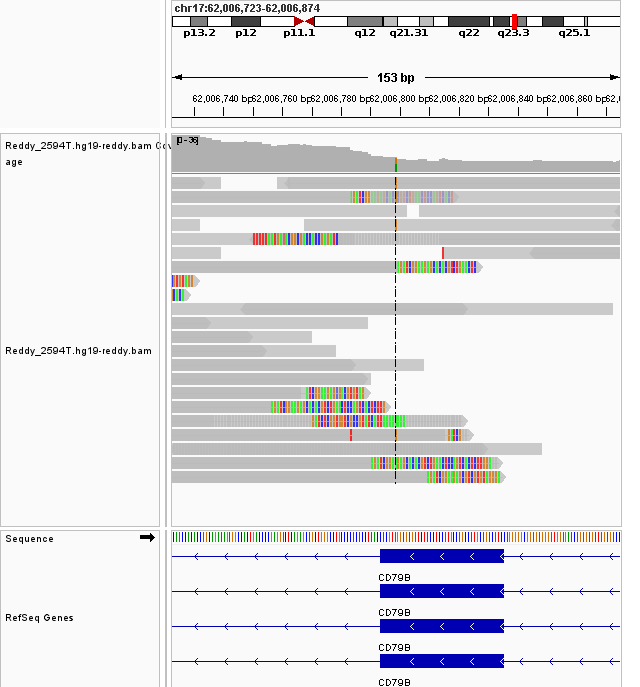 chr17:62,006,723-62,006,874
p13.2 p12 p11.1 q12 q21.31 q22 q23.3 q25.1
153 bp
62,006,740 bp 62,006,760 bp 62,006,780 bp 62,006,800 bp 62,006,820 bp 62,006,840 bp 62,006,860 bp
Reddy_2594T.hg19-reddy.bam Cov
age
[0-36]
Reddy_2594T.hg19-reddy.bam
Sequence
CD79B
CD79B
RefSeq Genes
CD79B
CD79B